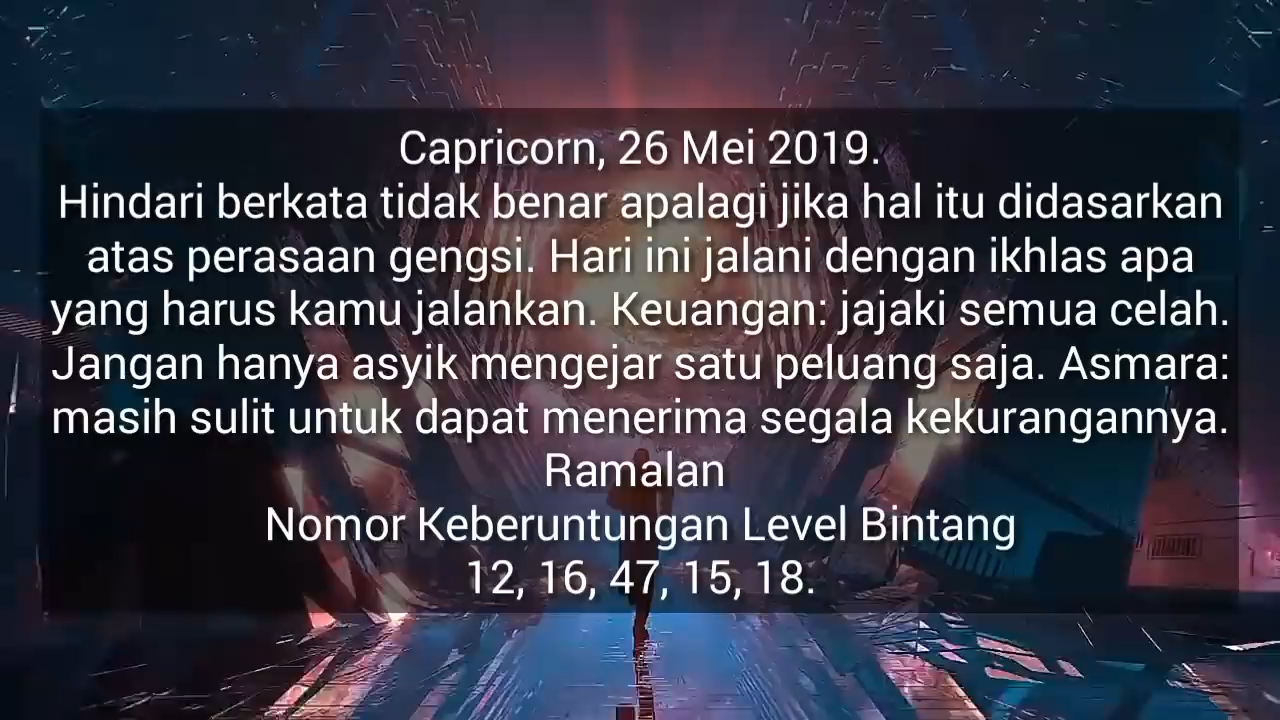 Capricorn, 26 Mei 2019.
Hindari berkata tidak benar apalagi jika hal itu didasarkan
atas perasaan gengsi. Hari ini jalani dengan ikhlas apa
yang harus kamu jalankan. Keuangan: jajaki semua celah.
Jangan hanya asyik mengejar satu peluang saja. Asmara:
masih sulit untuk dapat menerima segala kekurangannya.
Ramalan
Nomor Keberuntungan Level Bintang
12, 16, 47, 15, 18.